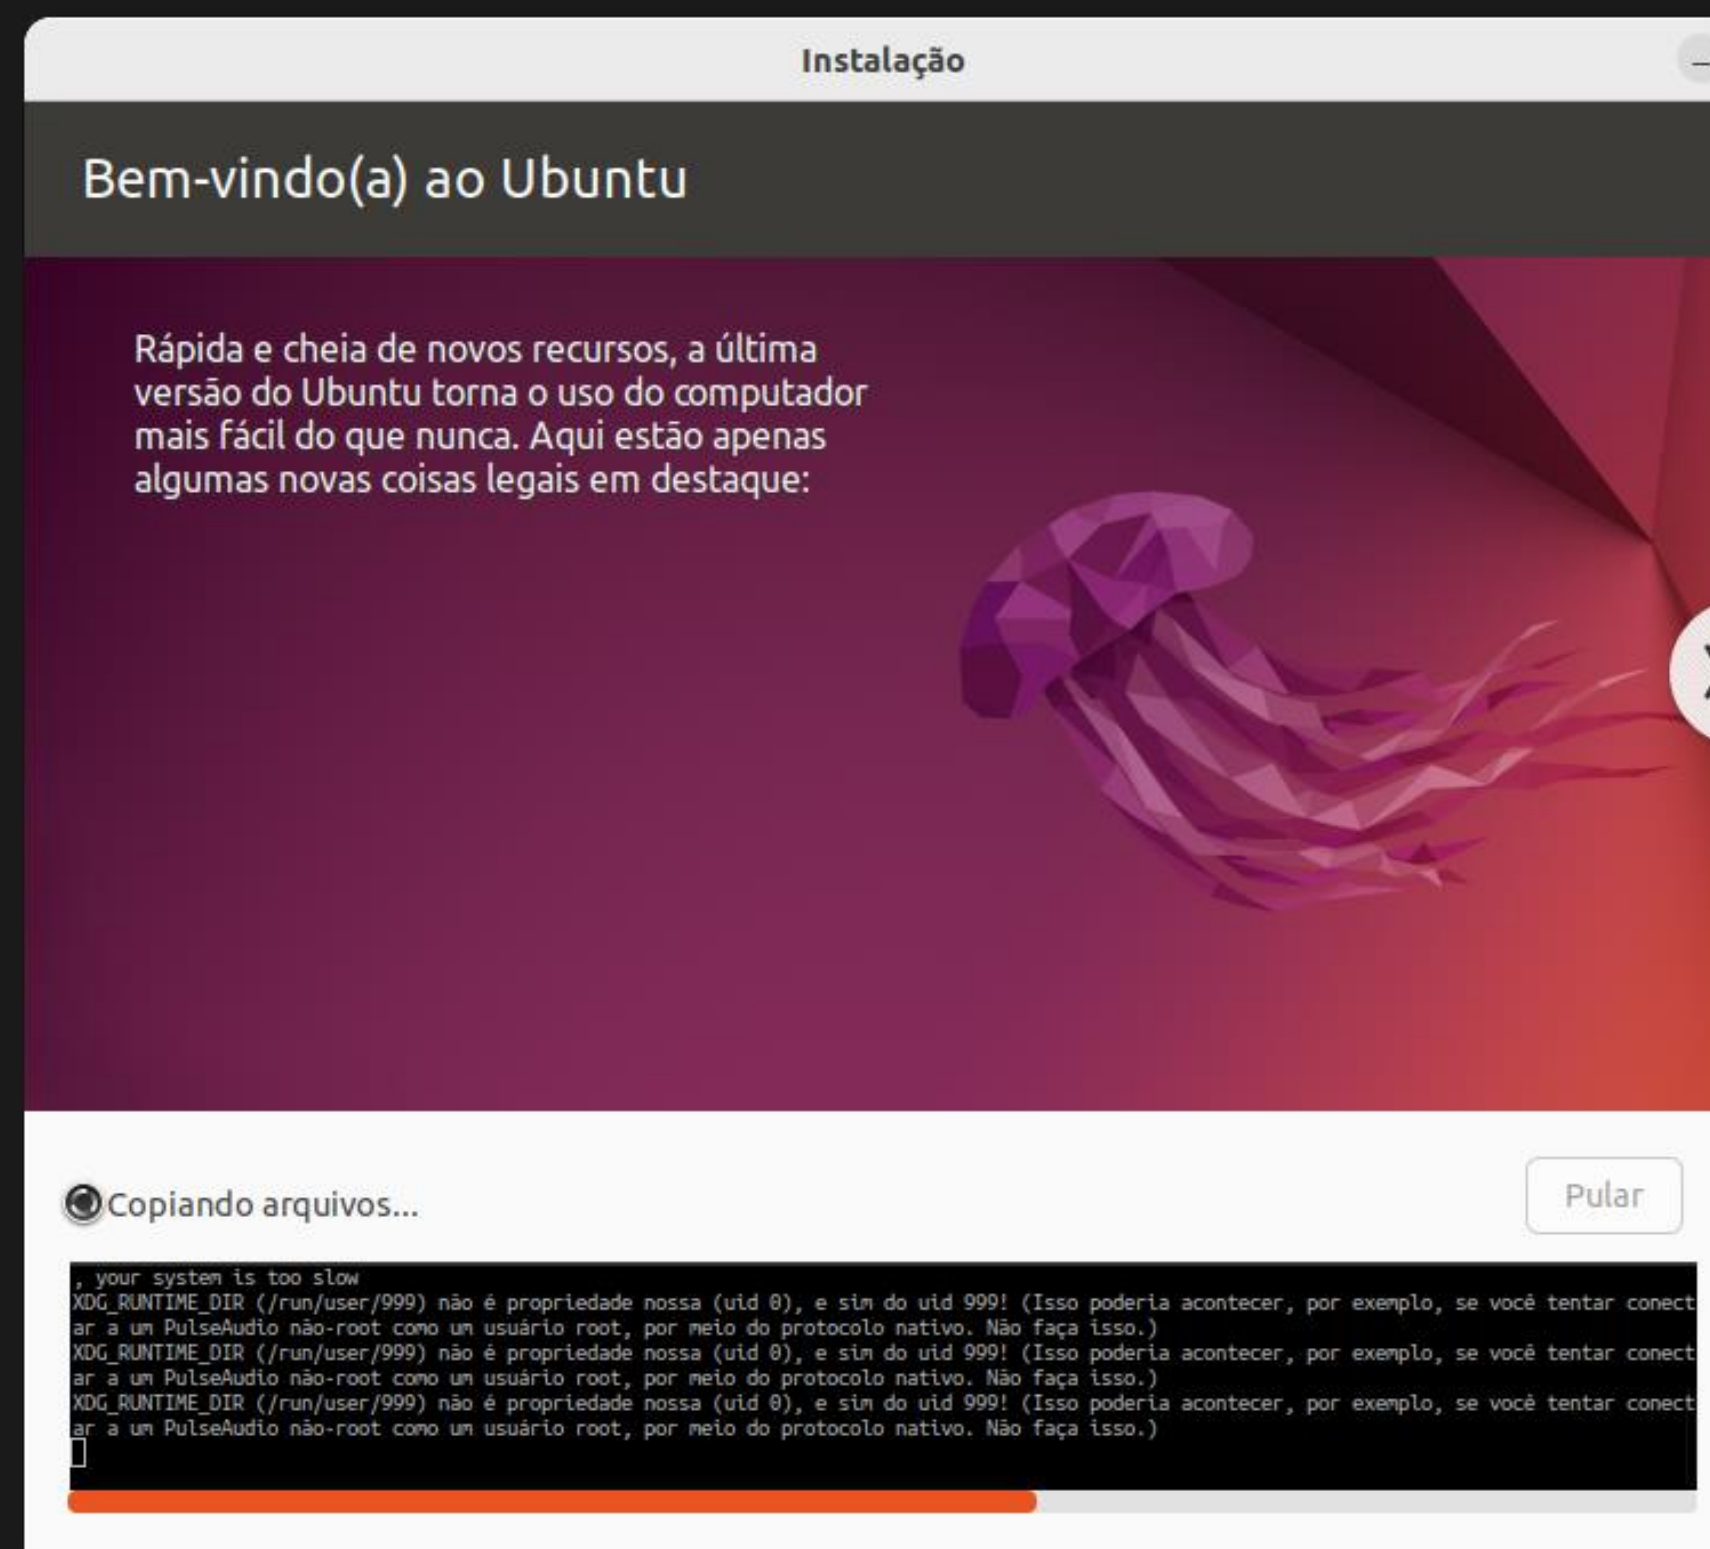 Instalação
Bem-vindo(a) ao Ubuntu
Rápida e cheia de novos recursos, a última
versão do Ubuntu torna o uso do computador
mais fácil do que nunca. Aqui estão apenas
algumas novas coisas legais em destaque:
Copiando arquivos...
Pular
, your system is too slow
XDG_RUNTIME_DIR (/run/user/999) não é propriedade nossa (uid 0), e sim do uid 999! (Isso poderia acontecer, por exemplo, se você tentar conect
ar a um PulseAudio não-root como um usuário root, por meio do protocolo nativo. Não faça isso.)
XDG_RUNTIME_DIR (/run/user/999) não é propriedade nossa (uid 0), e sim do uid 999! (Isso poderia acontecer, por exemplo, se você tentar conect
ar a um PulseAudio não-root como um usuário root, por meio do protocolo nativo. Não faça isso.)
XDG_RUNTIME_DIR (/run/user/999) não é propriedade nossa (uid 0), e sim do uid 999! (Isso poderia acontecer, por exemplo, se você tentar conect
ar a um PulseAudio não-root como um usuário root, por meio do protocolo nativo. Não faça isso.)